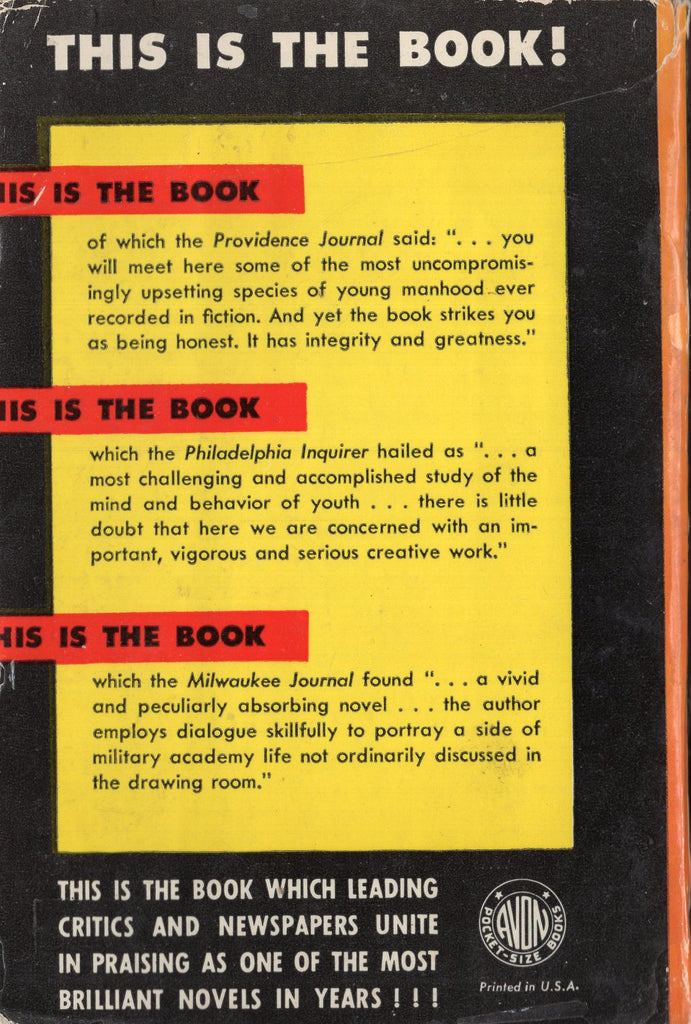 THIS IS THE BOOK!
HIS IS THE BOOK
of which the Providence Journal said: ". . . you
will meet here some of the most uncompromis-
ingly upsetting species of young manhood ever
recorded in fiction. And yet the book strikes you
as being honest. It has integrity and greatness."
HIS IS THE BOOK
which the Philadelphia Inquirer hailed as ". . . a
most challenging and accomplished study of the
mind and behavior of youth . . . there is little
doubt that here we are concerned with an im-
portant, vigorous and serious creative work."
HIS IS THE BOOK
which the Milwaukee Journal found ". . . a vivid
and peculiarly absorbing novel . . . the author
employs dialogue skillfully to portray a side of
military academy life not ordinarily discussed in
the drawing room."
THIS IS THE BOOK WHICH LEADING
CRITICS AND NEWSPAPERS UNITE
IN PRAISING AS ONE OF THE MOST
BRILLIANT NOVELS IN YEARS ! ! !
AVON
POCKET-SIZE BOOKS
Printed in U.S.A.